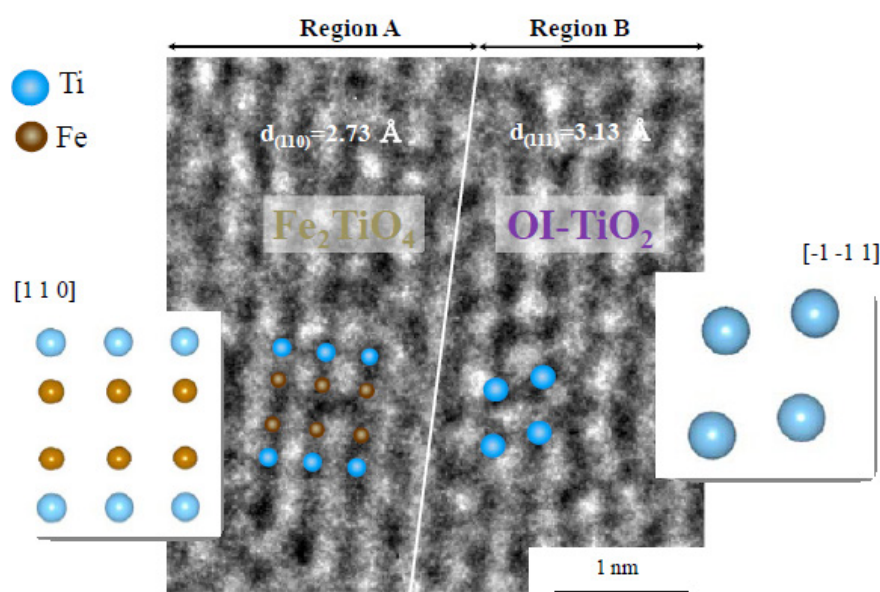 Region A
Region B
Ti
Fe
d(110)=2.73 Å
d(111)=3.13 Å
Fe2TiO4
OI-TiO2
[1 1 0]
[-1 -1 1]
1 nm